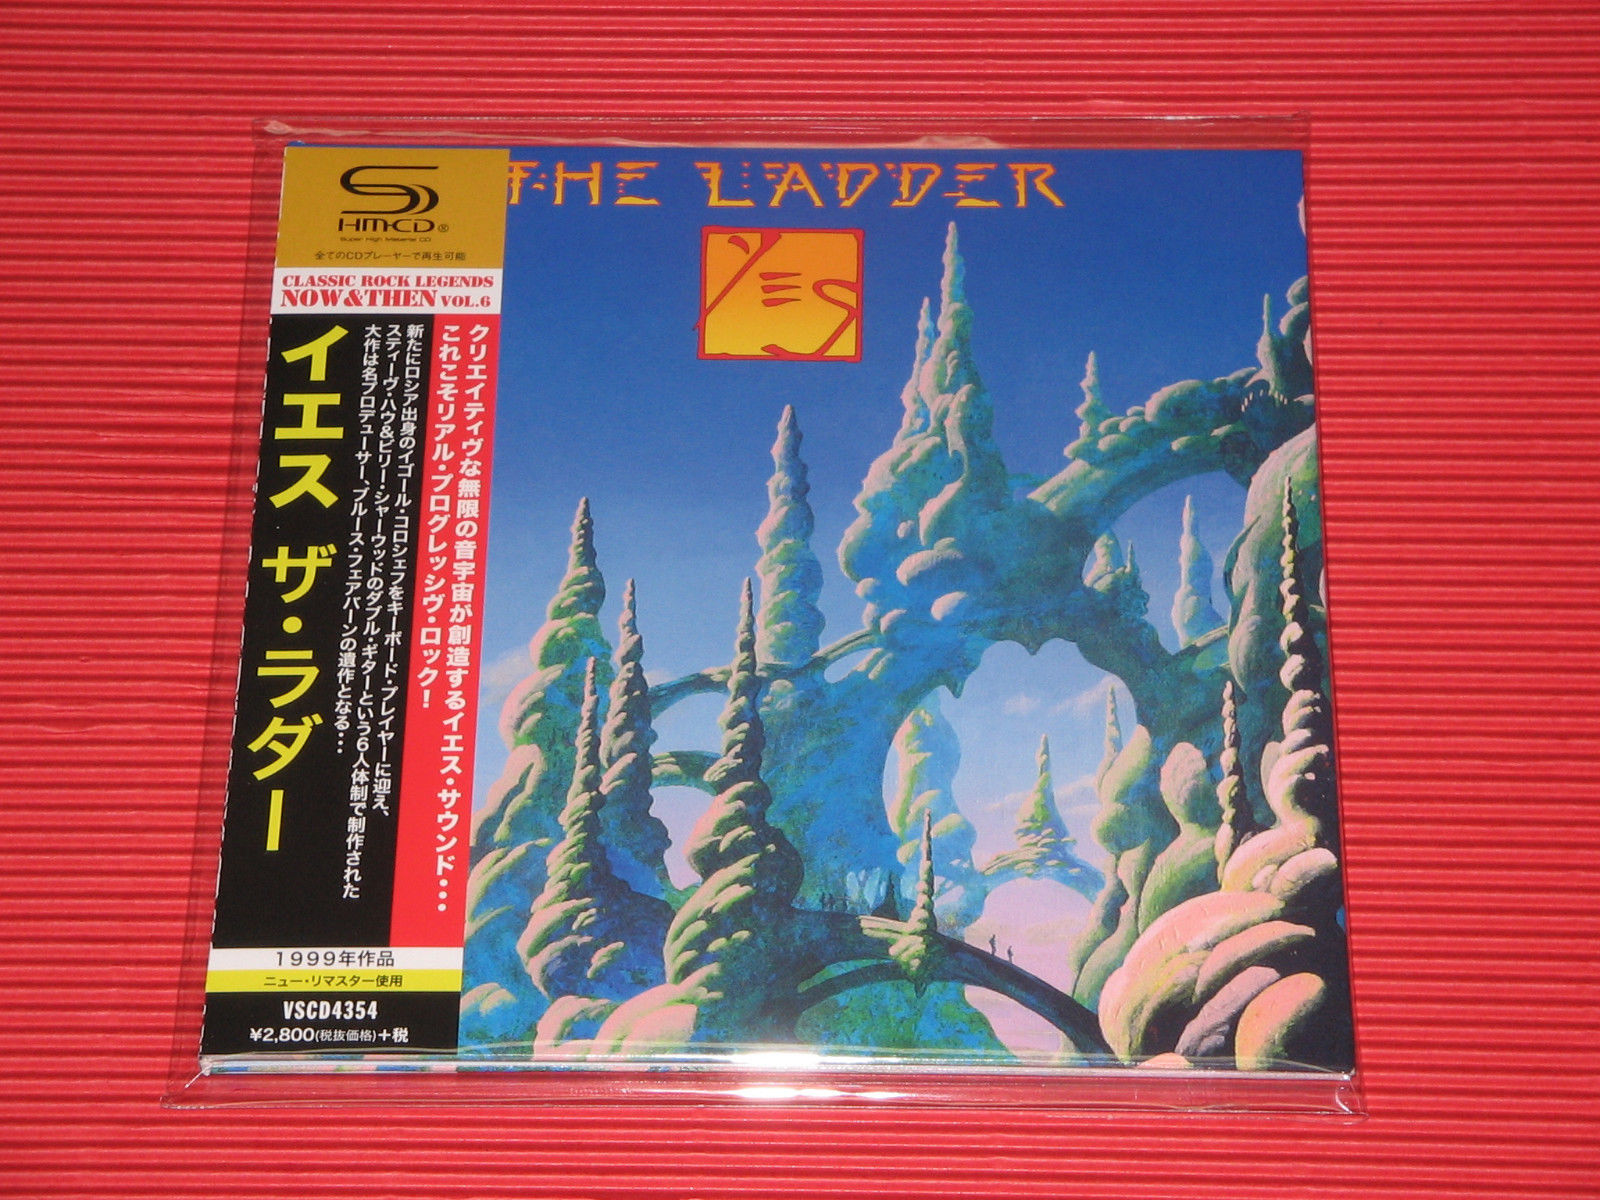 THE LADDER
YES
SHM-CD®
Super High Material CD
全てのCDプレーヤーで再生可能
CLASSIC ROCK LEGENDS
NOW&THEN VOL.6
クリエイティヴな無限の音宇宙が創造するイエス・サウンド・・・
これこそリアル・プログレッシヴ・ロック！
新たにロシア出身のイゴール・コロシェフをキーボード・プレイヤーに迎え、
スティーヴ・ハウ&ビリー・シャーウッドのダブル・ギターという6人体制で制作された
大作は名プロデューサー、ブルース・フェアバーンの遺作となる・・・
イエス ザ・ラダー
1999年作品
ニュー・リマスター使用
VSCD4354
¥2,800(税抜価格)+税